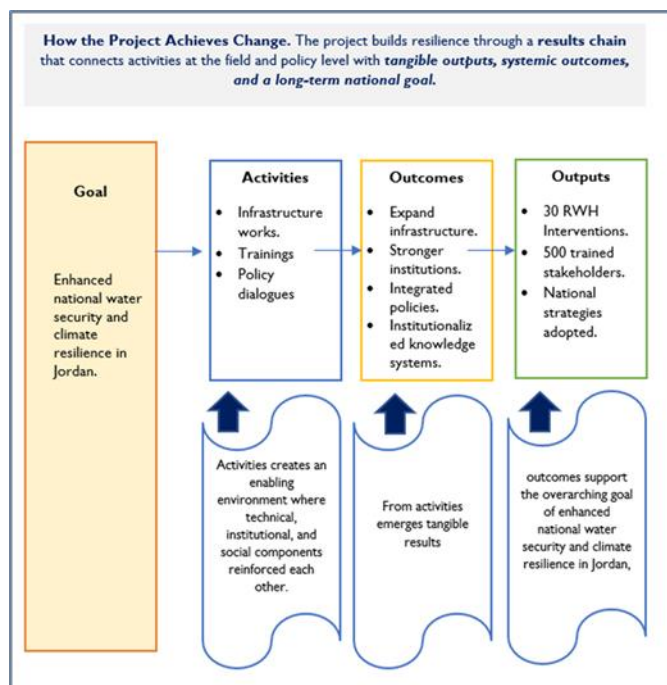 How the Project Achieves Change. The project builds resilience through a results chain
that connects activities at the field and policy level with tangible outputs, systemic outcomes,
and a long-term national goal.
Goal
Enhanced
national water
security and
climate
resilience in
Jordan.
Activities
• Infrastructure
works.
• Trainings
• Policy
dialogues
Outcomes
• Expand
infrastructure.
• Stronger
institutions.
• Integrated
policies.
• Institutionaliz
ed knowledge
systems.
Outputs
• 30 RWH
Interventions.
• 500 trained
stakeholders.
• National
strategies
adopted.
Activities creates an
enabling
environment where
technical,
institutional, and
social components
reinforced each
other.
From activities
emerges tangible
results
outcomes support
the overarching goal
of enhanced
national water
security and climate
resilience in Jordan,